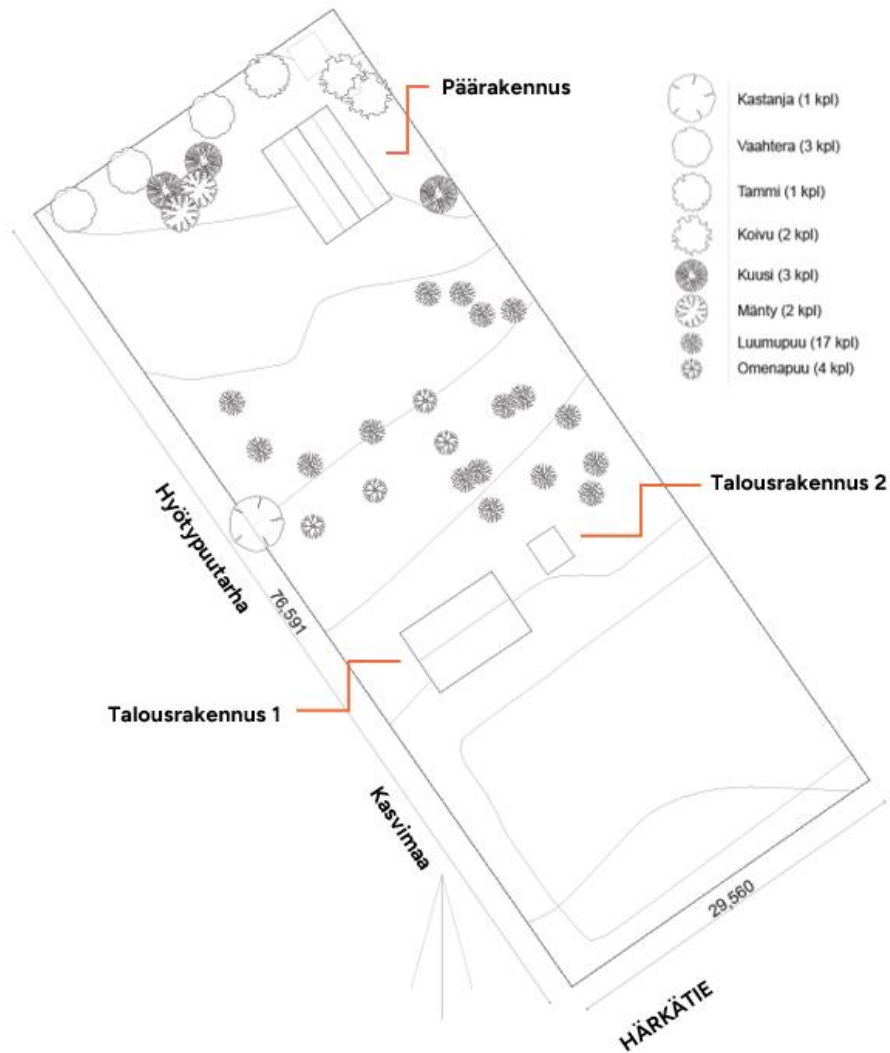 Päärakennus
Kastanja (1 kpl)
Vaahtera (3 kpl)
Tammi (1 kpl)
Koivu (2 kpl)
Kuusi (3 kpl)
Mänty (2 kpl)
Luumupuu (17 kpl)
Omenapuu (4 kpl)
Talousrakennus 2
Hyötypuutarha
76,591
Talousrakennus 1
Kasvimaa
29,560
HÄRKÄTIE